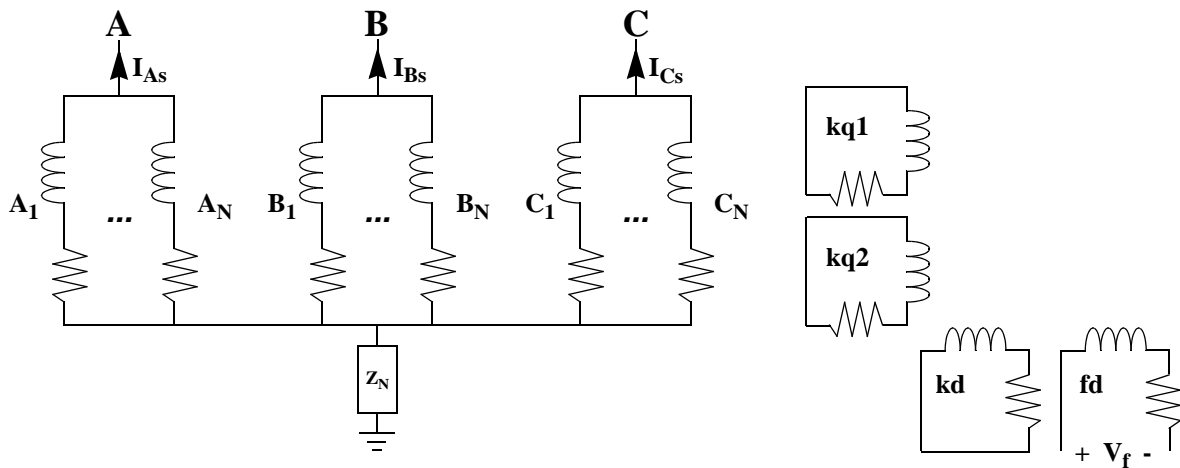 A B C
I_As I_Bs I_Cs
kq1
A_1 ... A_N B_1 ... B_N C_1 ... C_N
kq2
z_N
kd fd
+ V_f -